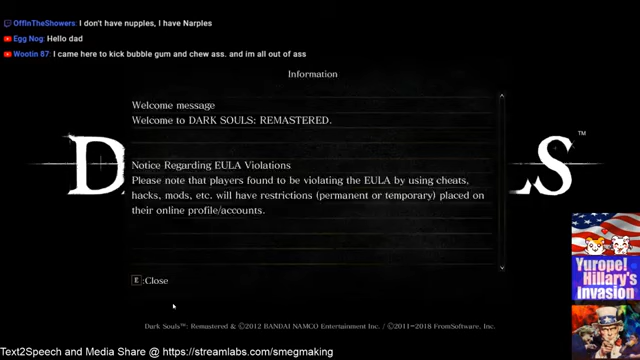 OffInTheShowers: I don't have nupples, I have Narples
Egg Nog: Hello dad
Wootin 87: I came here to kick bubble gum and chew ass. and im all out of ass
Information
Welcome message
Welcome to DARK SOULS: REMASTERED.
Notice Regarding EULA Violations
Please note that players found to be violating the EULA by using cheats,
hacks, mods, etc. will have restrictions (permanent or temporary) placed on
their online profile/accounts.
D
LS
™
E:Close
Yurope!
Hillary's
Invasion
Dark Souls™: Remastered & ©2012 BANDAI NAMCO Entertainment Inc. / ©2011-2018 FromSoftware, Inc.
Text2Speech and Media Share @ https://streamlabs.com/smegmaking